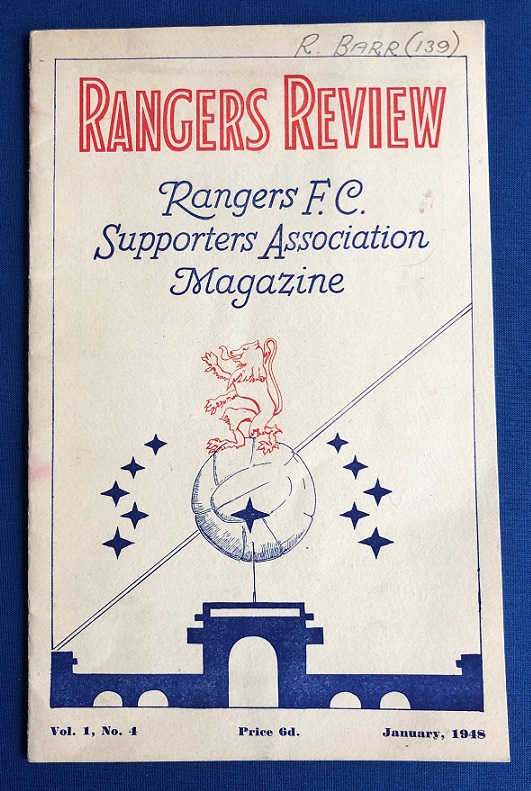 R. BARR (139)
RANGERS REVIEW
Rangers F.C.
Supporters Association
Magazine
Vol. 1, No. 4 Price 6d. January, 1948